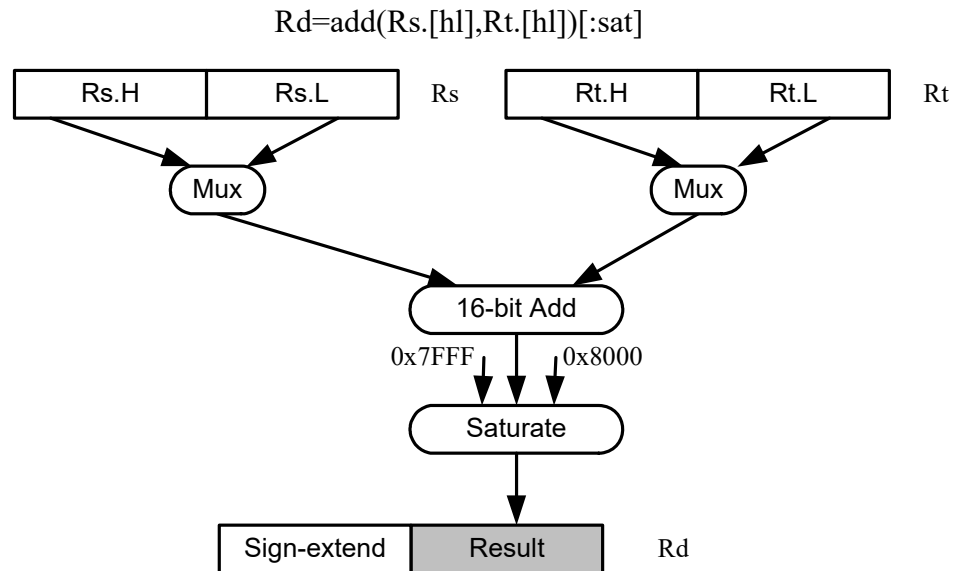 Rd=add(Rs.[hl],Rt.[hl])[:sat]
Rs.H Rs.L Rs Rt.H Rt.L Rt
Mux Mux
16-bit Add
0x7FFF 0x8000
Saturate
Sign-extend Result Rd